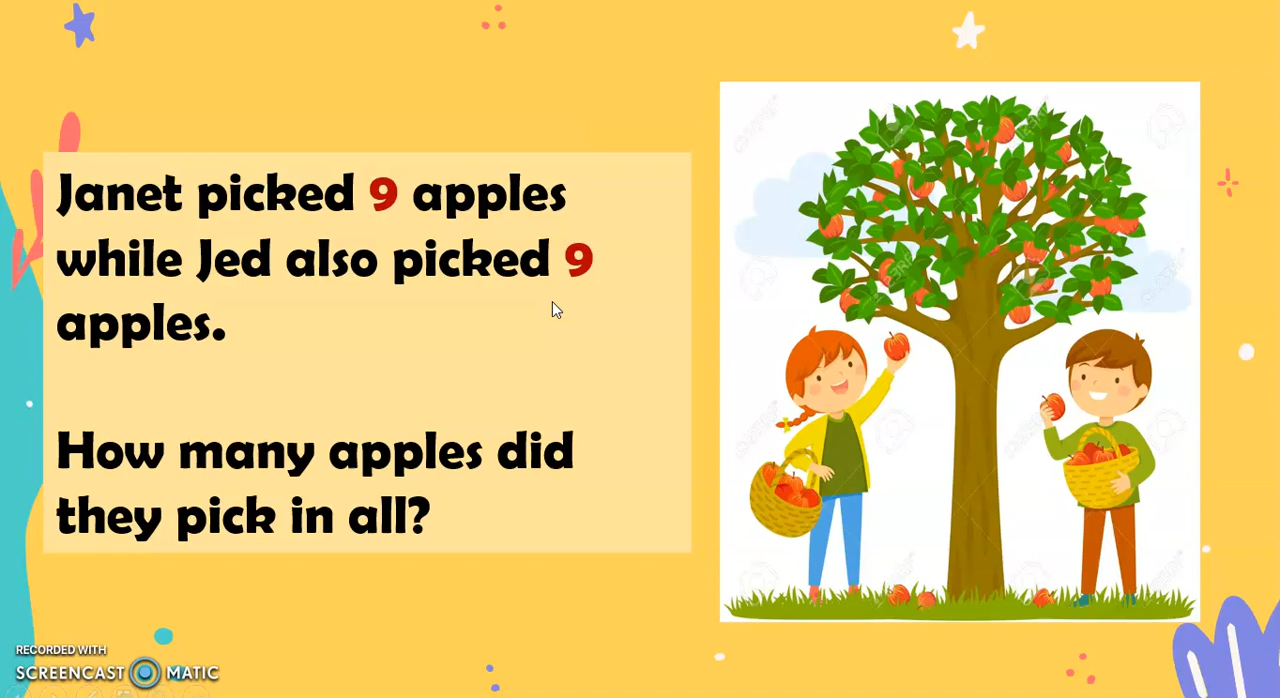 Janet picked 9 apples
while Jed also picked 9
apples.
How many apples did
they pick in all?
RECORDED WITH
SCREENCAST MATIC